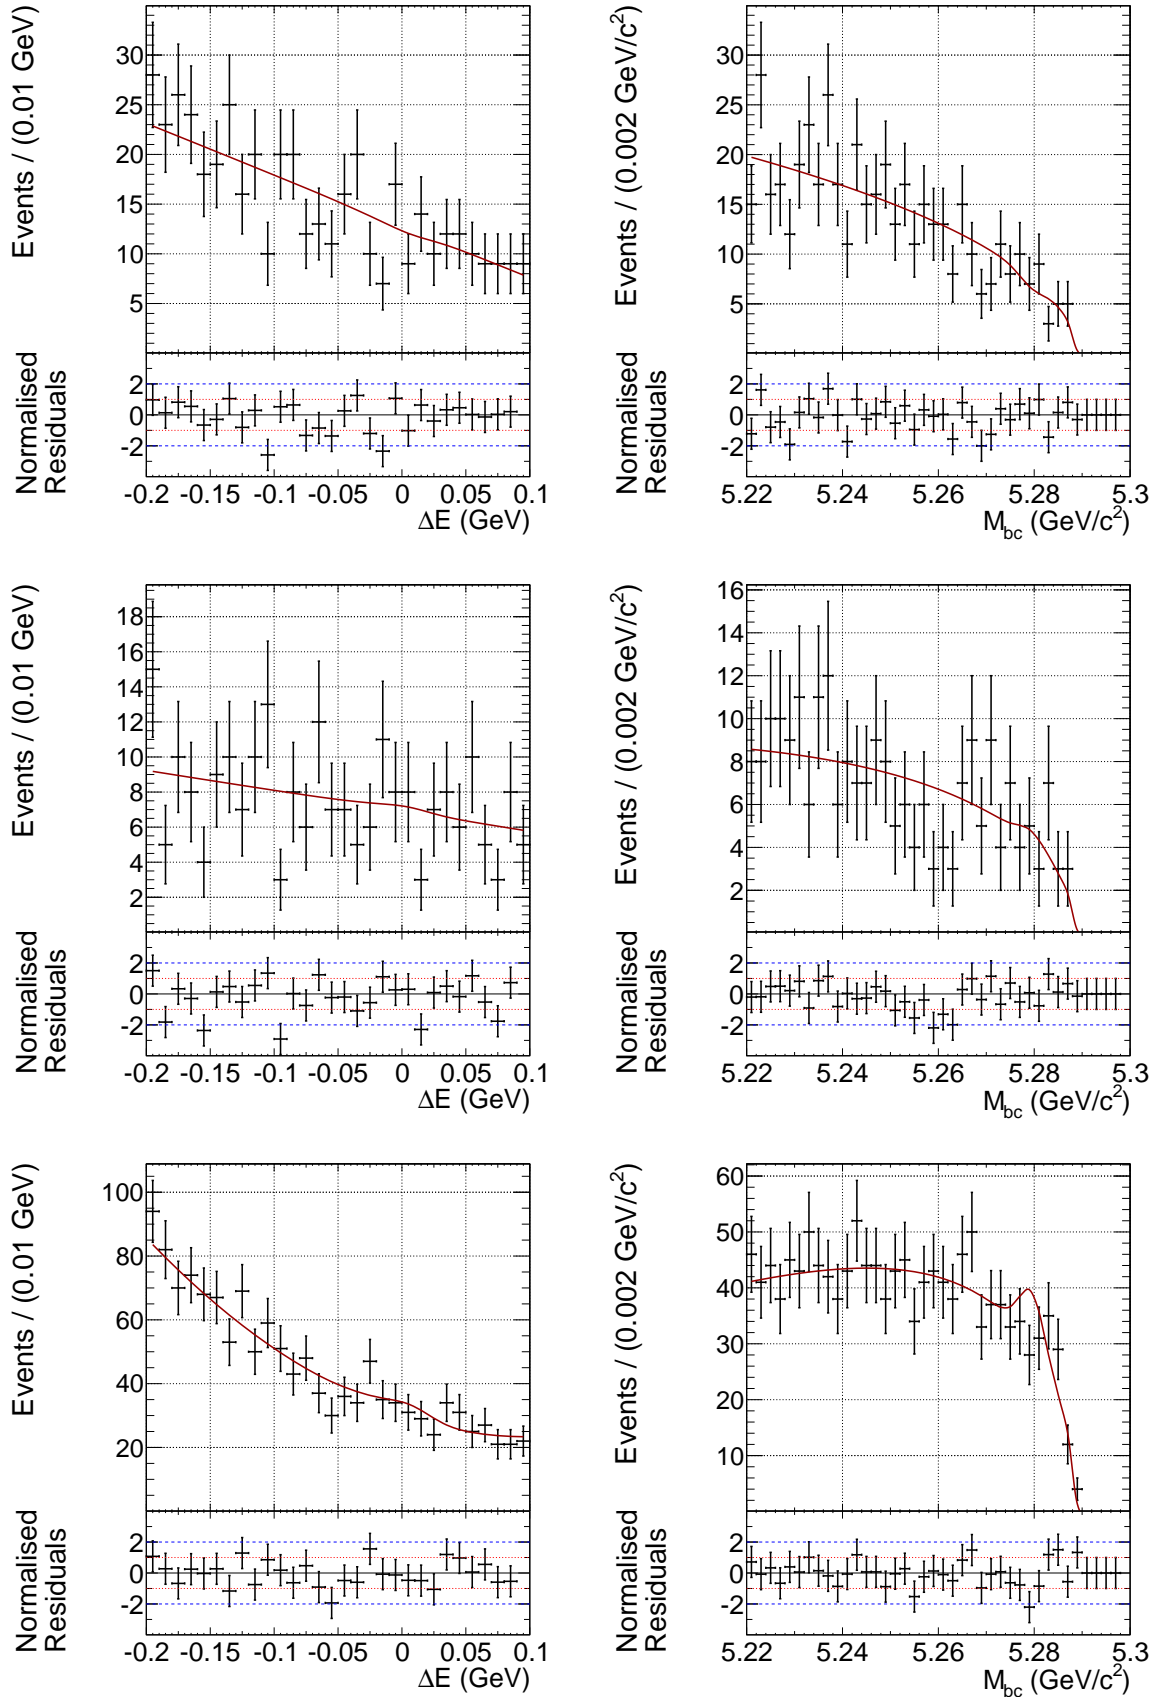 Events / (0.01 GeV)
30
25
20
15
10
5
Normalised
Residuals
2
0
-2
-0.2 -0.15 -0.1 -0.05 0 0.05 0.1
ΔE (GeV)
Events / (0.002 GeV/c²)
30
25
20
15
10
5
Normalised
Residuals
2
0
-2
5.22 5.24 5.26 5.28 5.3
M_bc (GeV/c²)
Events / (0.01 GeV)
18
16
14
12
10
8
6
4
2
Normalised
Residuals
2
0
-2
-0.2 -0.15 -0.1 -0.05 0 0.05 0.1
ΔE (GeV)
Events / (0.002 GeV/c²)
16
14
12
10
8
6
4
2
Normalised
Residuals
2
0
-2
5.22 5.24 5.26 5.28 5.3
M_bc (GeV/c²)
Events / (0.01 GeV)
100
80
60
40
20
Normalised
Residuals
2
0
-2
-0.2 -0.15 -0.1 -0.05 0 0.05 0.1
ΔE (GeV)
Events / (0.002 GeV/c²)
60
50
40
30
20
10
Normalised
Residuals
2
0
-2
5.22 5.24 5.26 5.28 5.3
M_bc (GeV/c²)